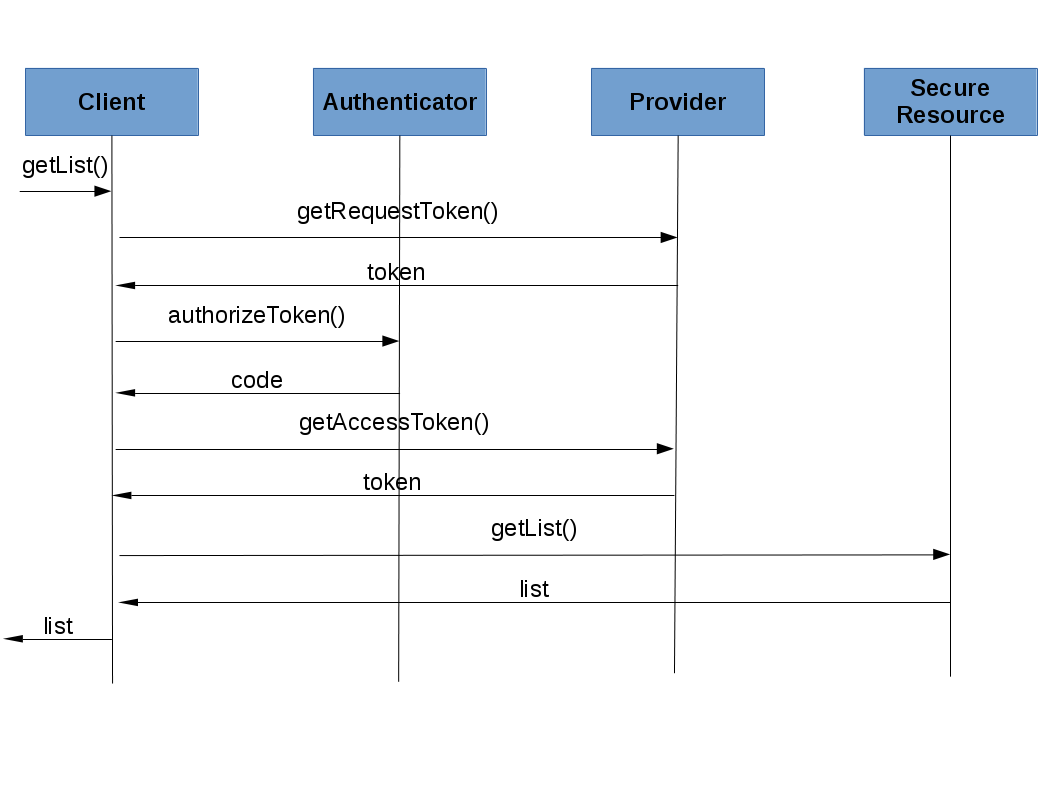 Client
Authenticator
Provider
Secure
Resource
getList()
getRequestToken()
token
authorizeToken()
code
getAccessToken()
token
getList()
list
list